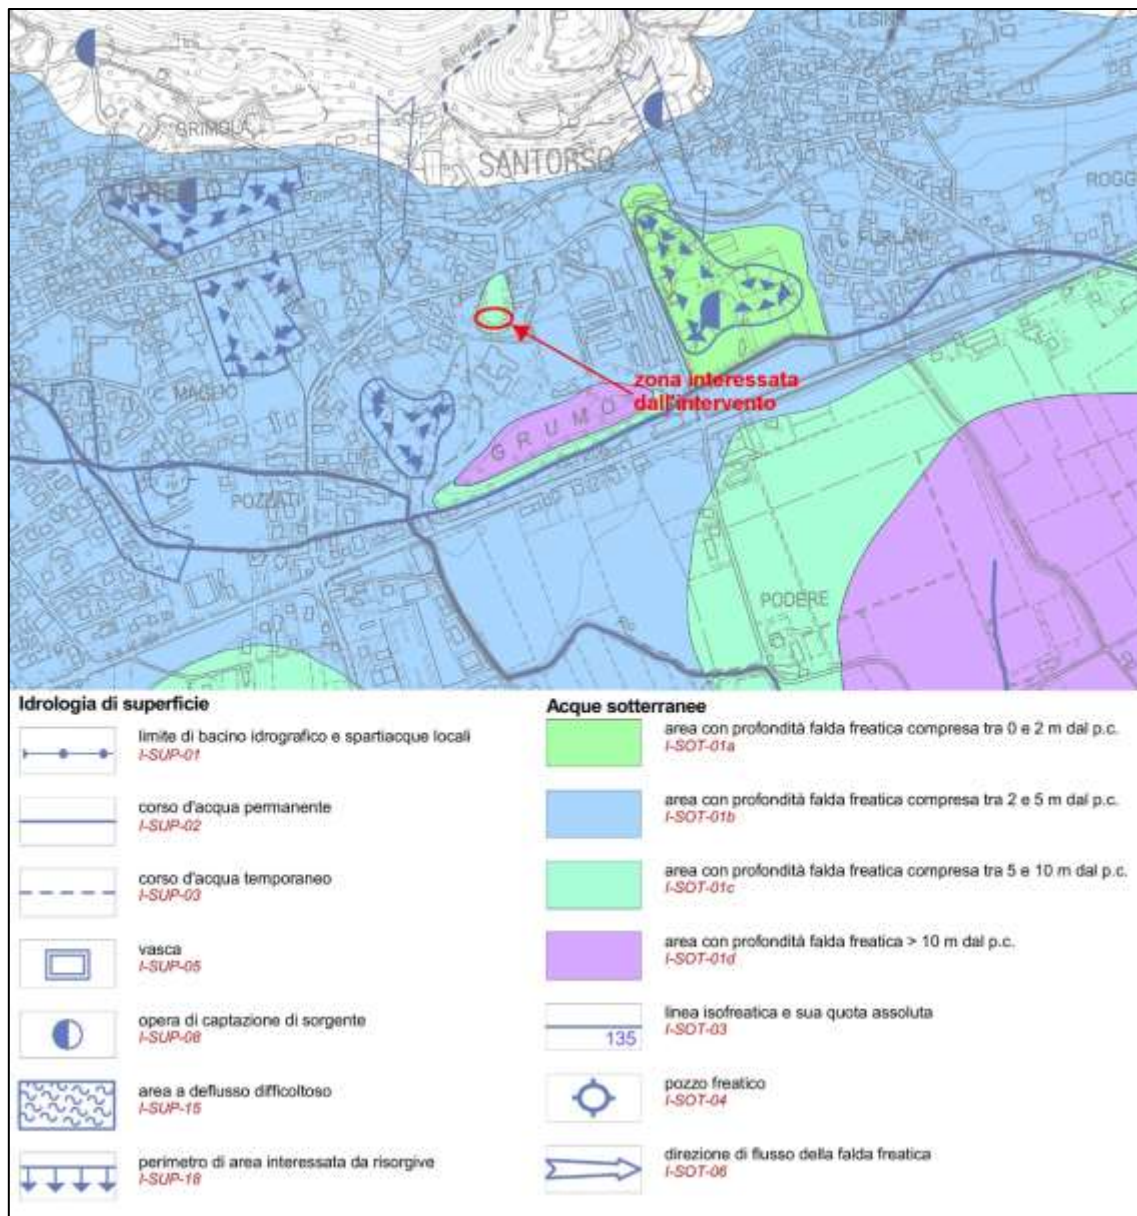 LESINA
GRIMOLA
SANTORSO
ROGG
C. MAGLIO
zona interessata
dall'intervento
GRUMO
POZZATI
PODERE
Idrologia di superficie
limite di bacino idrografico e spartiacque locali
I-SUP-01
corso d'acqua permanente
I-SUP-02
corso d'acqua temporaneo
I-SUP-03
vasca
I-SUP-05
opera di captazione di sorgente
I-SUP-08
area a deflusso difficoltoso
I-SUP-15
perimetro di area interessata da risorgive
I-SUP-18
Acque sotterranee
area con profondità falda freatica compresa tra 0 e 2 m dal p.c.
I-SOT-01a
area con profondità falda freatica compresa tra 2 e 5 m dal p.c.
I-SOT-01b
area con profondità falda freatica compresa tra 5 e 10 m dal p.c.
I-SOT-01c
area con profondità falda freatica > 10 m dal p.c.
I-SOT-01d
linea isofreatica e sua quota assoluta
I-SOT-03
135
pozzo freatico
I-SOT-04
direzione di flusso della falda freatica
I-SOT-06